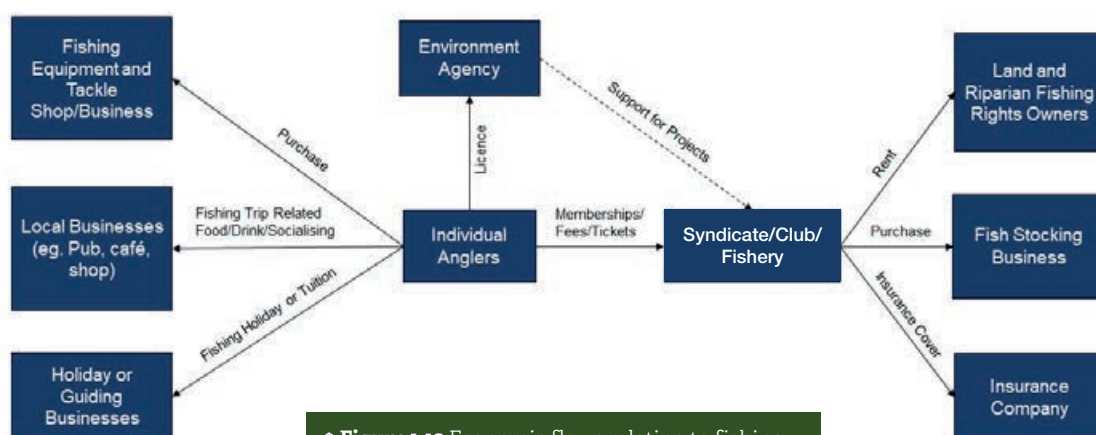 Fishing
Equipment and
Tackle
Shop/Business
Environment
Agency
Land and
Riparian Fishing
Rights Owners
Purchase
Licence
Support for Projects
Rent
Local Businesses
(eg. Pub, café,
shop)
Fishing Trip Related
Food/Drink/Socialising
Individual
Anglers
Memberships/
Fees/Tickets
Syndicate/Club/
Fishery
Purchase
Fish Stocking
Business
Fishing Holiday or Tuition
Insurance Cover
Holiday or
Guiding
Businesses
Insurance
Company
Figure